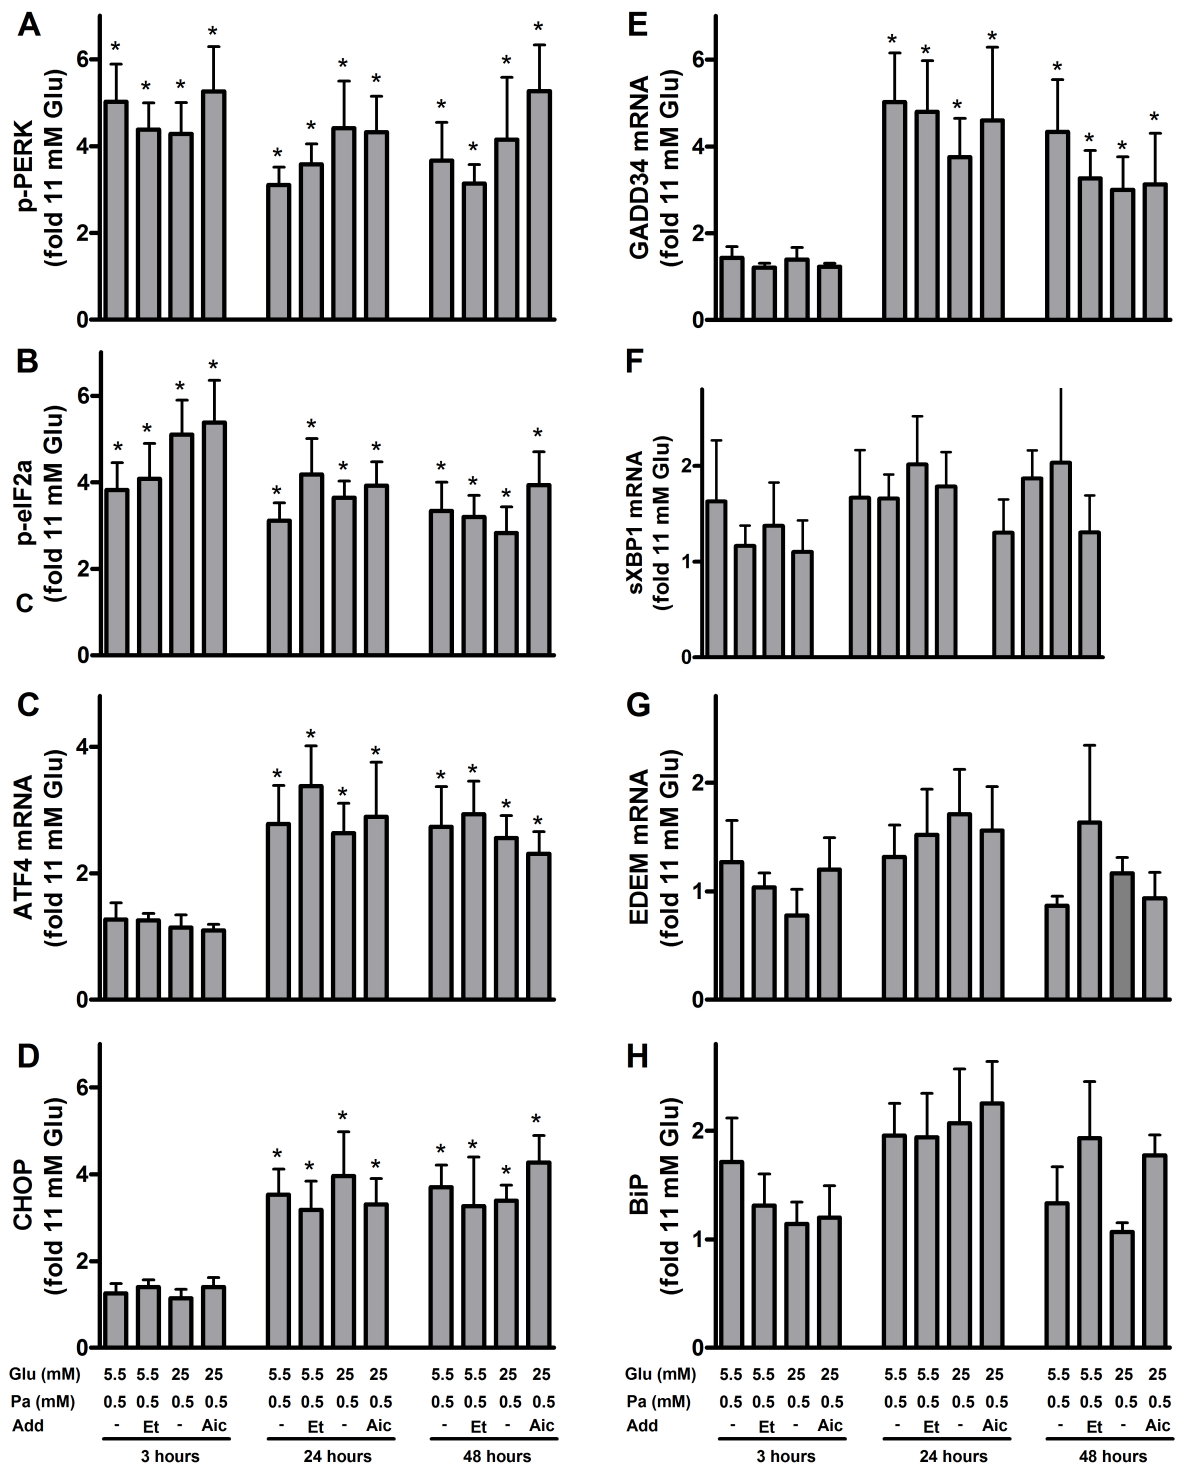 A
p-PERK
(fold 11 mM Glu)
6
4
2
0
* * * * * * * * * * * *
B
p-eIF2a
(fold 11 mM Glu)
6
4
2
0
* * * * * * * * * * * *
C
C
ATF4 mRNA
(fold 11 mM Glu)
4
2
0
* * * * * * * *
D
CHOP
(fold 11 mM Glu)
6
4
2
0
* * * * * * * *
Glu (mM) 5.5 5.5 25 25 5.5 5.5 25 25 5.5 5.5 25 25
Pa (mM) 0.5 0.5 0.5 0.5 0.5 0.5 0.5 0.5 0.5 0.5 0.5 0.5
Add - Et - Aic - Et - Aic - Et - Aic
3 hours 24 hours 48 hours
E
GADD34 mRNA
(fold 11 mM Glu)
6
4
2
0
* * * * * * * *
F
sXBP1 mRNA
(fold 11 mM Glu)
2
1
0
G
EDEM mRNA
(fold 11 mM Glu)
2
1
0
H
BiP
(fold 11 mM Glu)
2
1
0
Glu (mM) 5.5 5.5 25 25 5.5 5.5 25 25 5.5 5.5 25 25
Pa (mM) 0.5 0.5 0.5 0.5 0.5 0.5 0.5 0.5 0.5 0.5 0.5 0.5
Add - Et - Aic - Et - Aic - Et - Aic
3 hours 24 hours 48 hours